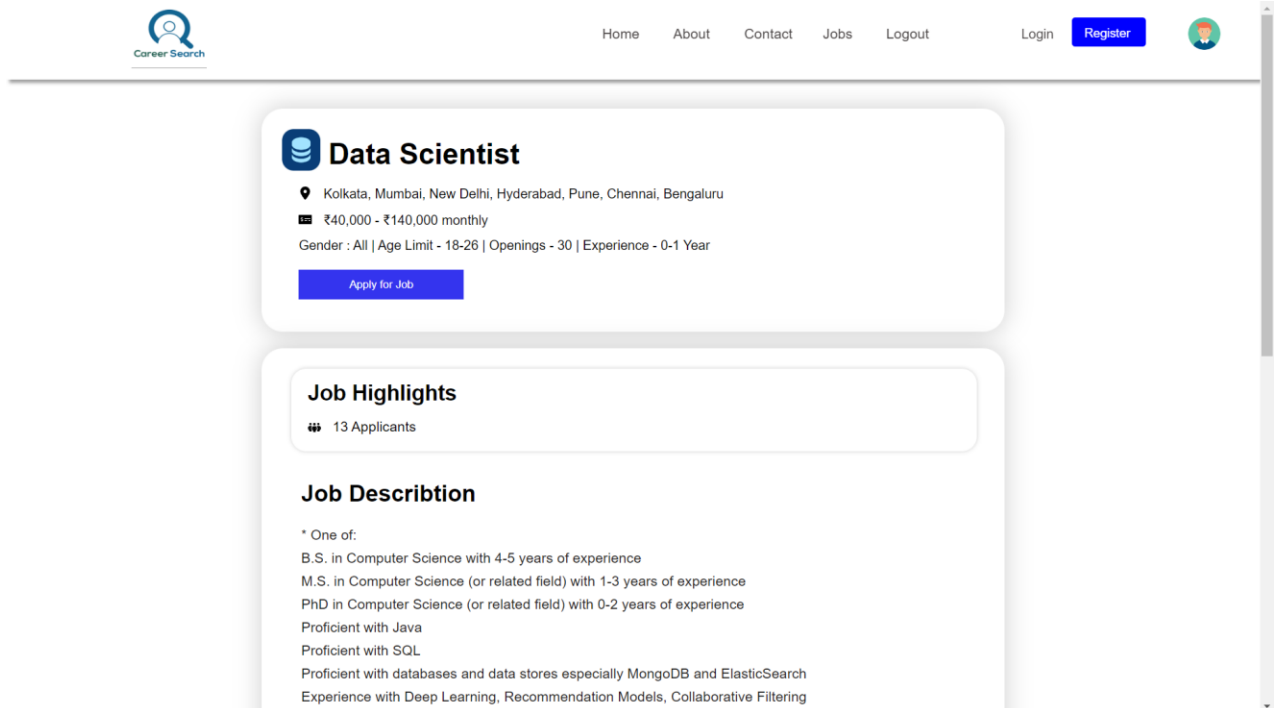 Career Search
Home About Contact Jobs Logout Login Register
Data Scientist
Kolkata, Mumbai, New Delhi, Hyderabad, Pune, Chennai, Bengaluru
₹40,000 - ₹140,000 monthly
Gender : All | Age Limit - 18-26 | Openings - 30 | Experience - 0-1 Year
Apply for Job
Job Highlights
13 Applicants
Job Describtion
* One of:
B.S. in Computer Science with 4-5 years of experience
M.S. in Computer Science (or related field) with 1-3 years of experience
PhD in Computer Science (or related field) with 0-2 years of experience
Proficient with Java
Proficient with SQL
Proficient with databases and data stores especially MongoDB and ElasticSearch
Experience with Deep Learning, Recommendation Models, Collaborative Filtering